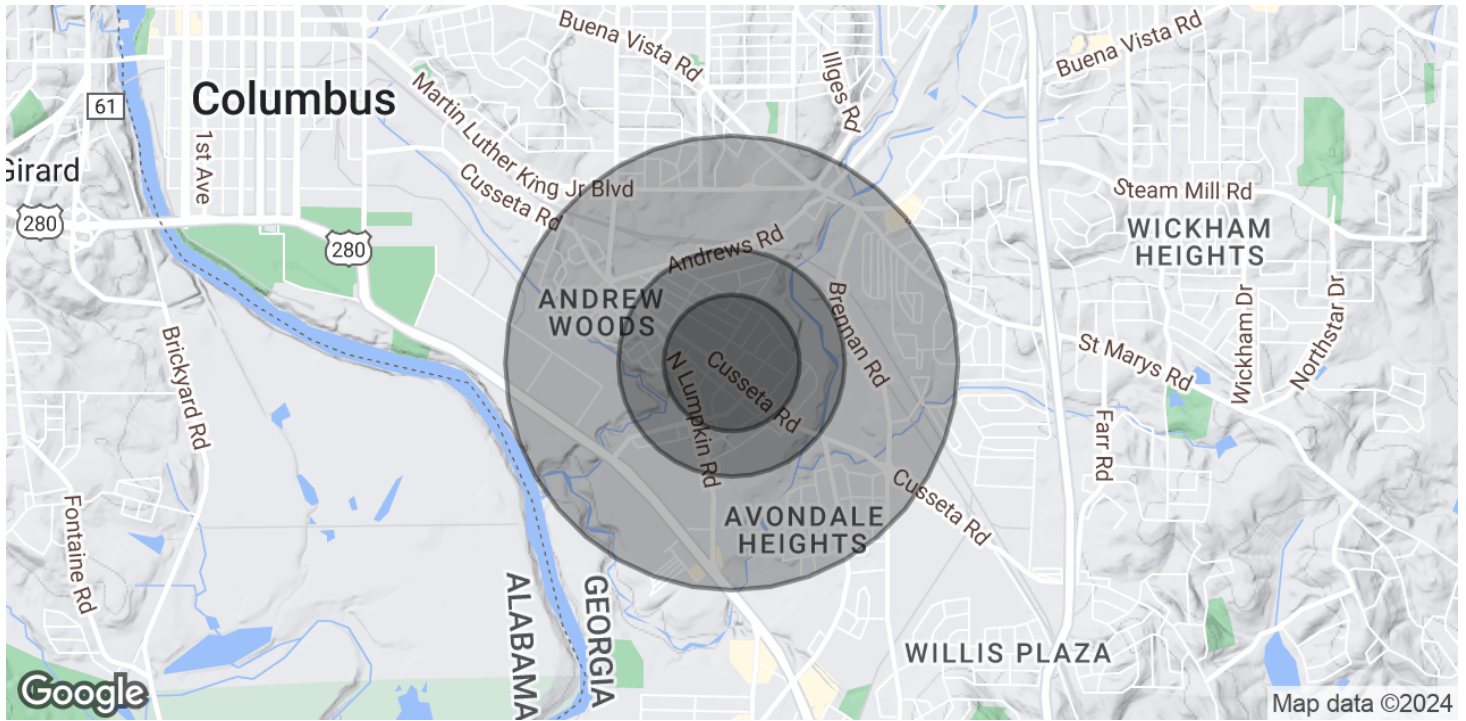 Buena Vista Rd
Buena Vista Rd
Illges Rd
61
Columbus
Martin Luther King Jr Blvd
1st Ave
Girard
Cusseta Rd
Steam Mill Rd
280
280
WICKHAM
HEIGHTS
Andrews Rd
ANDREW
WOODS
Brennan Rd
Wickham Dr
Northstar Dr
Brickyard Rd
N Lumpkin Rd
Cusseta Rd
St Marys Rd
Farr Rd
Cusseta Rd
Fontaine Rd
AVONDALE
HEIGHTS
ALABAMA
GEORGIA
WILLIS PLAZA
Google
Map data ©2024